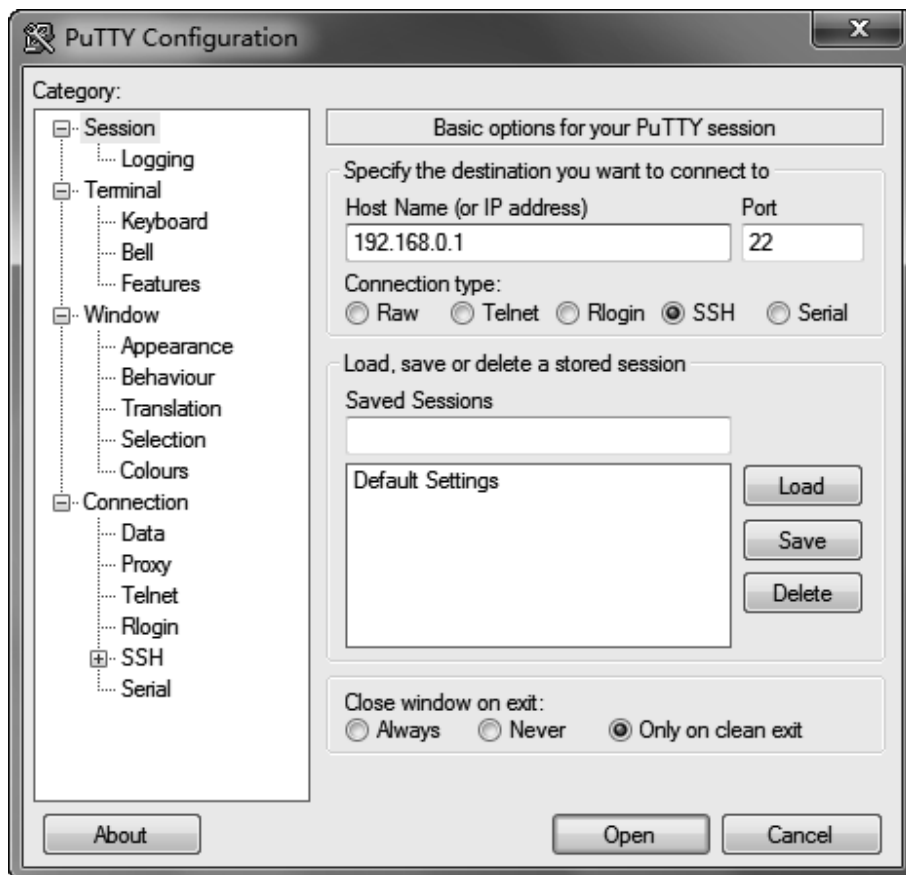 PuTTY Configuration
x
Category:
Session
Logging
Terminal
Keyboard
Bell
Features
Window
Appearance
Behaviour
Translation
Selection
Colours
Connection
Data
Proxy
Telnet
Rlogin
SSH
Serial
Basic options for your PuTTY session
Specify the destination you want to connect to
Host Name (or IP address) Port
192.168.0.1 22
Connection type:
Raw Telnet Rlogin SSH Serial
Load, save or delete a stored session
Saved Sessions
Default Settings
Load
Save
Delete
Close window on exit:
Always Never Only on clean exit
About Open Cancel